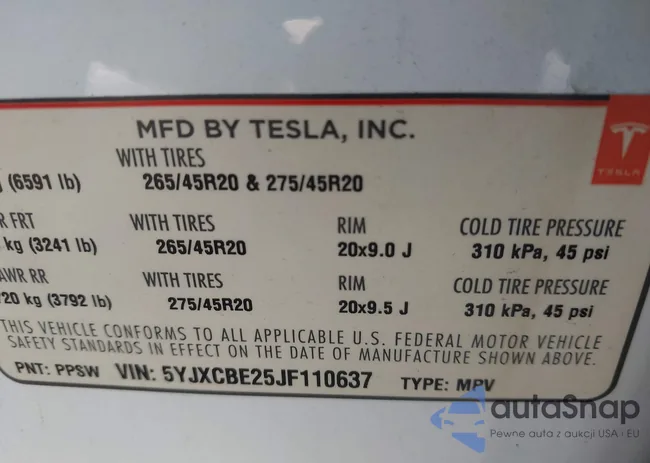 MFD BY TESLA, INC.
TESLA
WITH TIRES
(6591 lb) 265/45R20 & 275/45R20
R FRT WITH TIRES RIM COLD TIRE PRESSURE
kg (3241 lb) 265/45R20 20x9.0 J 310 kPa, 45 psi
AWR RR WITH TIRES RIM COLD TIRE PRESSURE
20 kg (3792 lb) 275/45R20 20x9.5 J 310 kPa, 45 psi
THIS VEHICLE CONFORMS TO ALL APPLICABLE U.S. FEDERAL MOTOR VEHICLE
SAFETY STANDARDS IN EFFECT ON THE DATE OF MANUFACTURE SHOWN ABOVE.
PNT: PPSW VIN: 5YJXCBE25JF110637 TYPE: MPV
autaSnap
Pewne auta z aukcji USA i EU